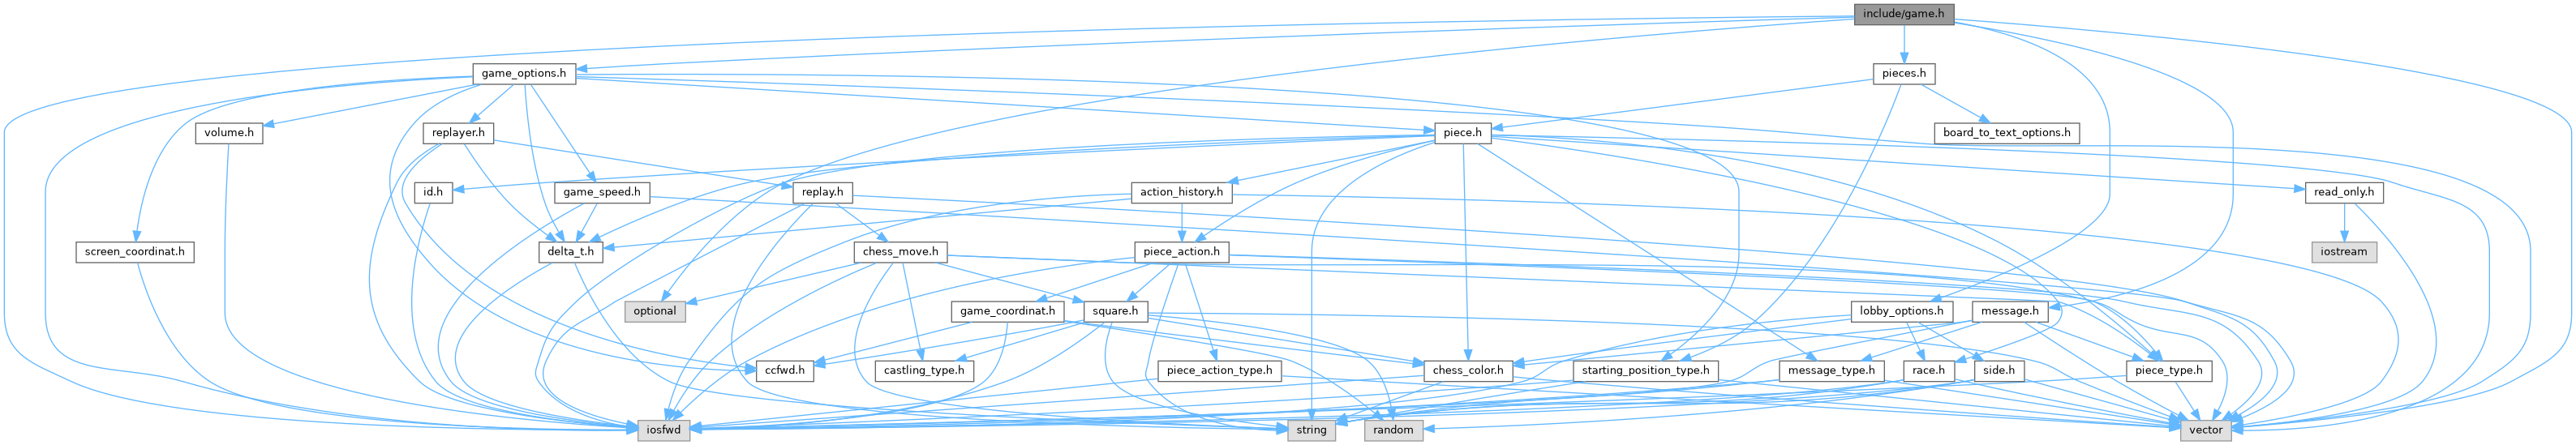 include/game.h
game_options.h
pieces.h
volume.h
replayer.h
piece.h
board_to_text_options.h
id.h
game_speed.h
replay.h
action_history.h
read_only.h
screen_coordinat.h
delta_t.h
chess_move.h
piece_action.h
iostream
optional
game_coordinat.h
square.h
lobby_options.h
message.h
ccfwd.h
castling_type.h
piece_action_type.h
chess_color.h
starting_position_type.h
message_type.h
race.h
side.h
piece_type.h
iosfwd
string
random
vector